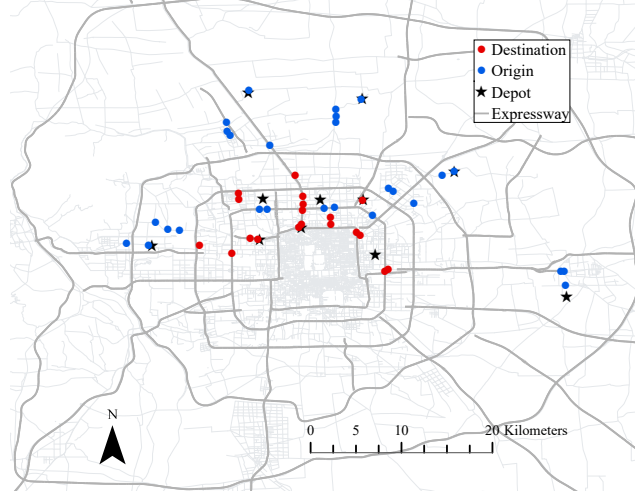 Destination
Origin
Depot
Expressway
N
0 5 10 20 Kilometers